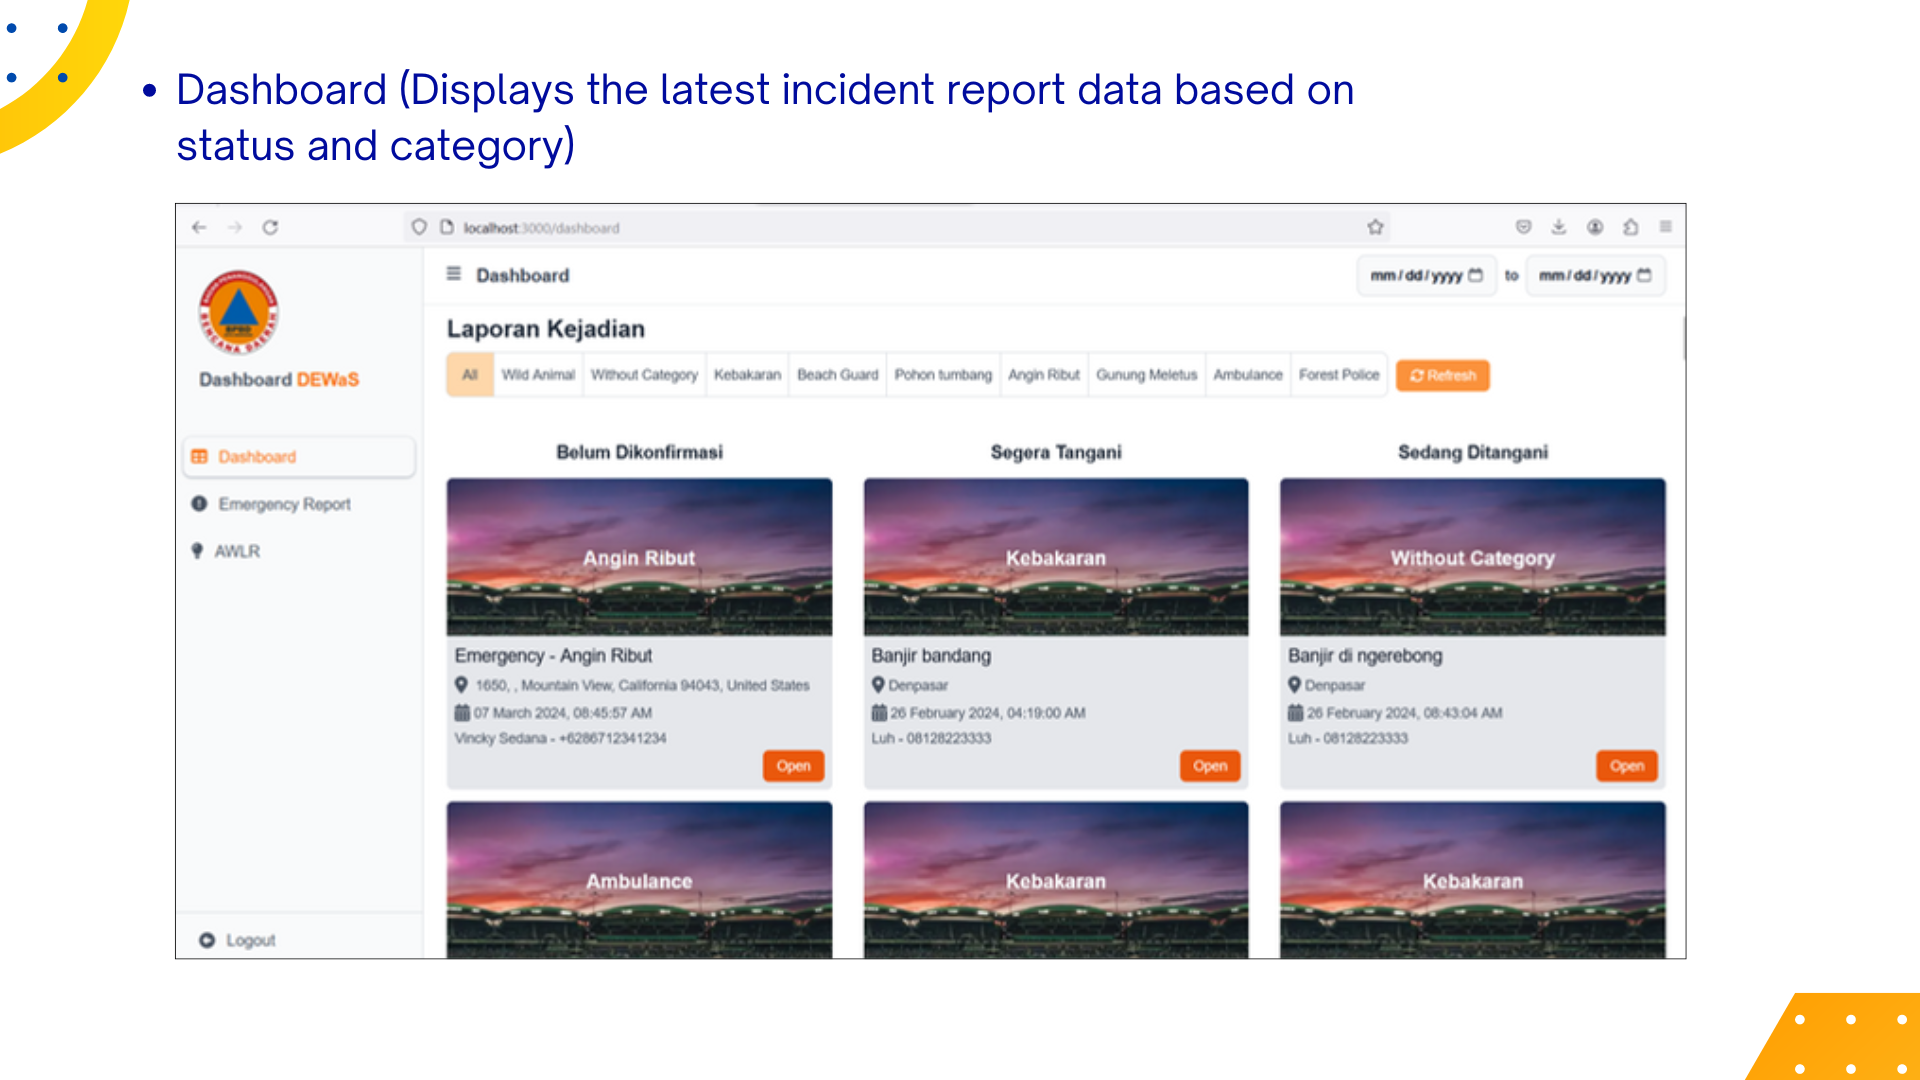 • Dashboard (Displays the latest incident report data based on
status and category)
localhost:3000/dashboard
BPBD
BENCANA DAERAH
Dashboard DEWaS
Dashboard
Emergency Report
AWLR
Logout
Dashboard
mm/dd/yyyy to mm/dd/yyyy
Laporan Kejadian
All Wild Animal Without Category Kebakaran Beach Guard Pohon tumbang Angin Ribut Gunung Meletus Ambulance Forest Police Refresh
Belum Dikonfirmasi Segera Tangani Sedang Ditangani
Angin Ribut
Emergency - Angin Ribut
1650, , Mountain View, California 94043, United States
07 March 2024, 08:45:57 AM
Vincky Sedana - +6286712341234
Open
Kebakaran
Banjir bandang
Denpasar
26 February 2024, 04:19:00 AM
Luh - 08128223333
Open
Without Category
Banjir di ngerebong
Denpasar
26 February 2024, 08:43:04 AM
Luh - 08128223333
Open
Ambulance
Kebakaran
Kebakaran